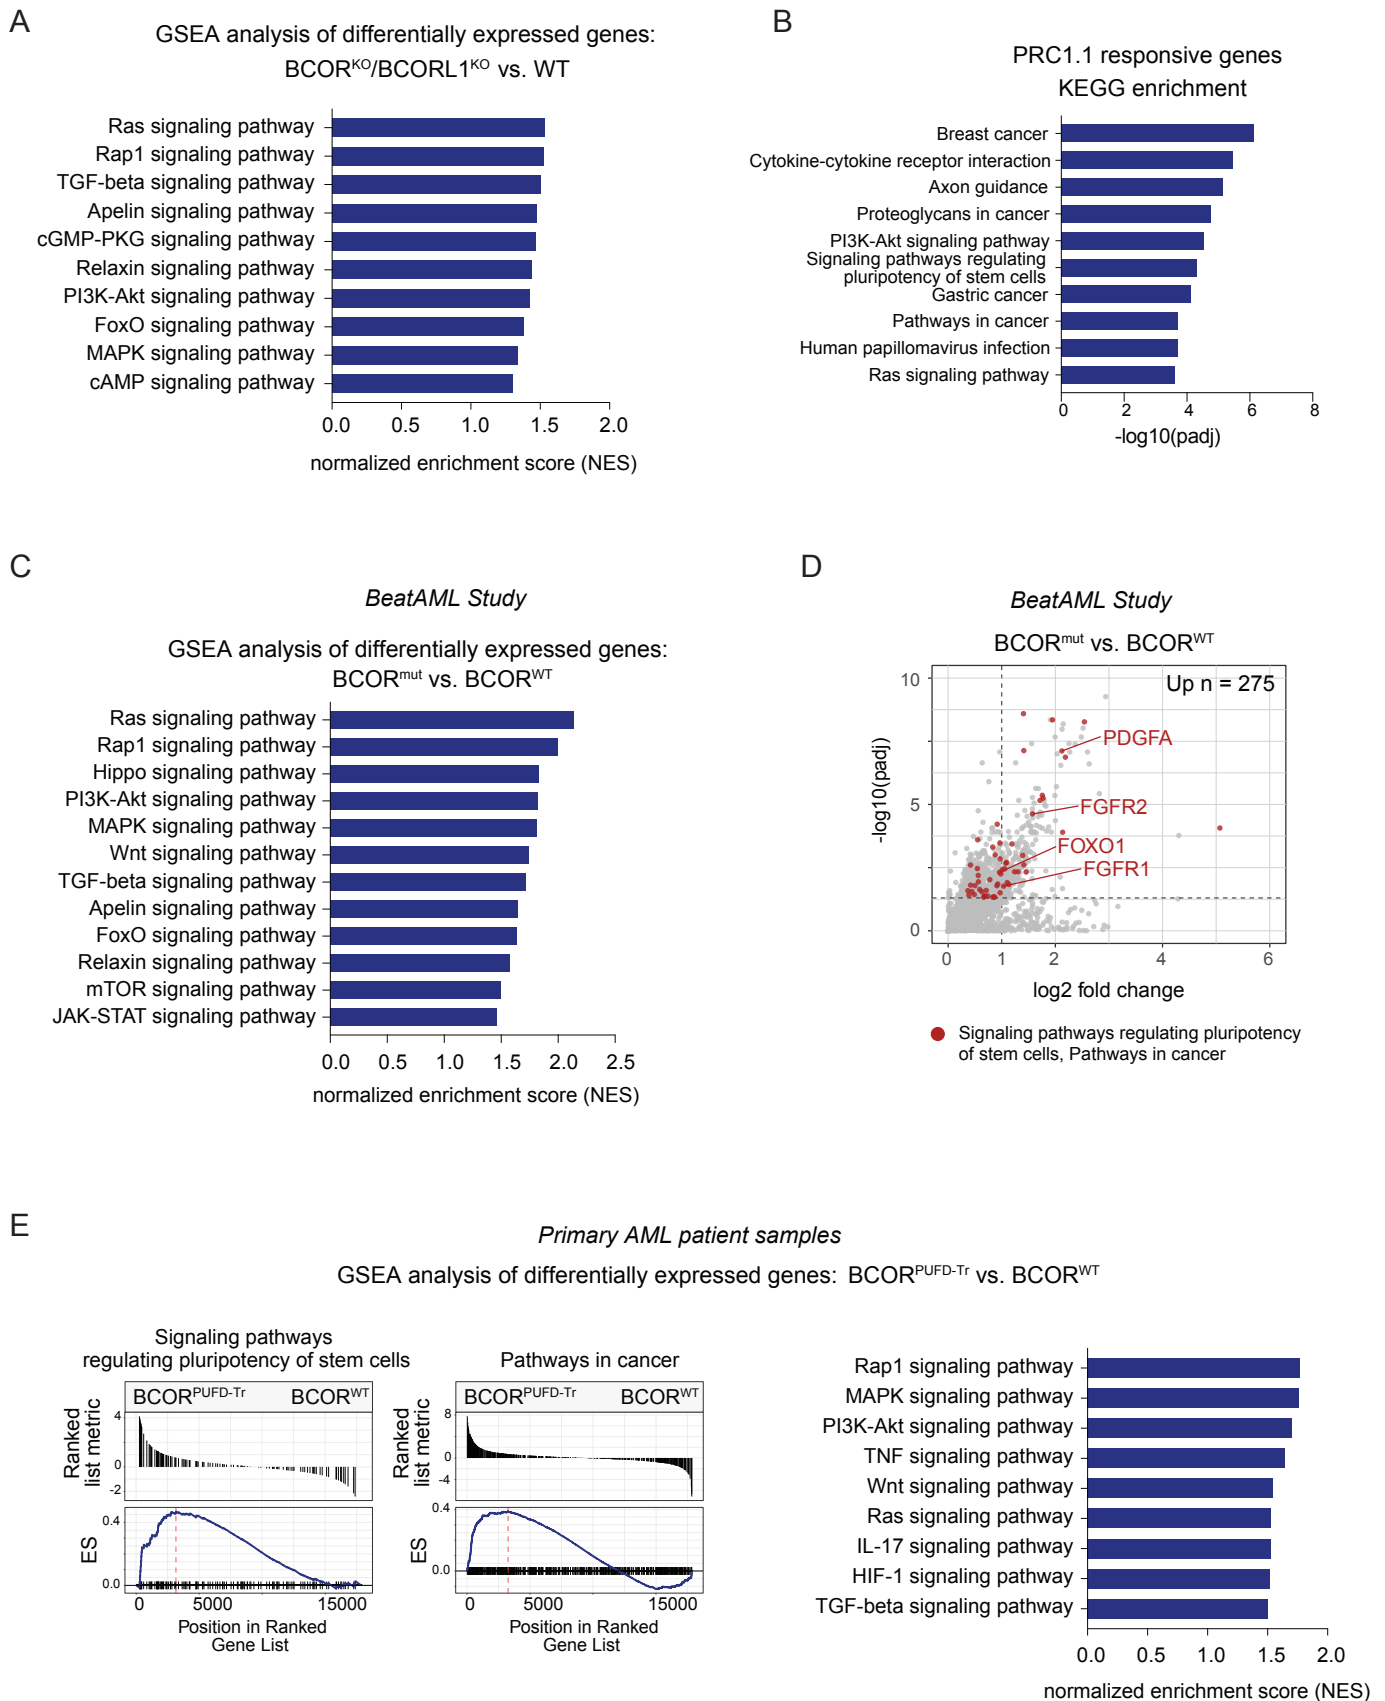 A
GSEA analysis of differentially expressed genes:
BCORKO/BCORL1KO vs. WT
Ras signaling pathway
Rap1 signaling pathway
TGF-beta signaling pathway
Apelin signaling pathway
cGMP-PKG signaling pathway
Relaxin signaling pathway
PI3K-Akt signaling pathway
FoxO signaling pathway
MAPK signaling pathway
cAMP signaling pathway
0.0 0.5 1.0 1.5 2.0
normalized enrichment score (NES)
B
PRC1.1 responsive genes
KEGG enrichment
Breast cancer
Cytokine-cytokine receptor interaction
Axon guidance
Proteoglycans in cancer
PI3K-Akt signaling pathway
Signaling pathways regulating
pluripotency of stem cells
Gastric cancer
Pathways in cancer
Human papillomavirus infection
Ras signaling pathway
0 2 4 6 8
-log10(padj)
C
BeatAML Study
GSEA analysis of differentially expressed genes:
BCORmut vs. BCORWT
Ras signaling pathway
Rap1 signaling pathway
Hippo signaling pathway
PI3K-Akt signaling pathway
MAPK signaling pathway
Wnt signaling pathway
TGF-beta signaling pathway
Apelin signaling pathway
FoxO signaling pathway
Relaxin signaling pathway
mTOR signaling pathway
JAK-STAT signaling pathway
0.0 0.5 1.0 1.5 2.0 2.5
normalized enrichment score (NES)
D
BeatAML Study
BCORmut vs. BCORWT
Up n = 275
10
5
0
-log10(padj)
PDGFA
FGFR2
FOXO1
FGFR1
0 1 2 4 6
log2 fold change
Signaling pathways regulating pluripotency
of stem cells, Pathways in cancer
E
Primary AML patient samples
GSEA analysis of differentially expressed genes: BCORPUFD-Tr vs. BCORWT
Signaling pathways
regulating pluripotency of stem cells
BCORPUFD-Tr BCORWT
Ranked
list metric
4
0
-2
ES
0.4
0.0
0 5000 15000
Position in Ranked
Gene List
Pathways in cancer
BCORPUFD-Tr BCORWT
Ranked
list metric
8
0
-4
ES
0.4
0.0
0 5000 15000
Position in Ranked
Gene List
Rap1 signaling pathway
MAPK signaling pathway
PI3K-Akt signaling pathway
TNF signaling pathway
Wnt signaling pathway
Ras signaling pathway
IL-17 signaling pathway
HIF-1 signaling pathway
TGF-beta signaling pathway
0.0 0.5 1.0 1.5 2.0
normalized enrichment score (NES)